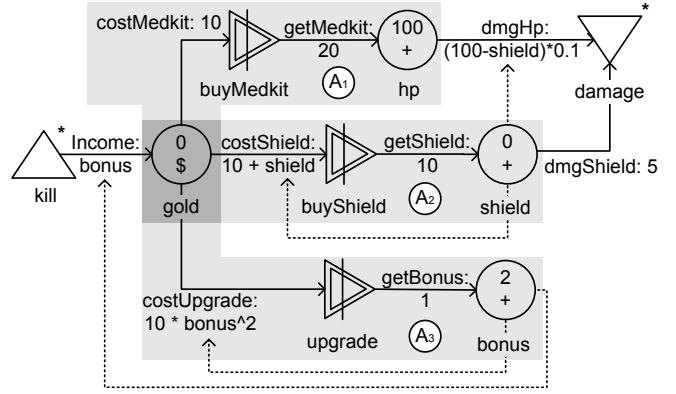 costMedkit: 10
getMedkit:
20
100
+
dmgHp:
(100-shield)*0.1
*
A1
buyMedkit
hp
damage
*
Income:
bonus
kill
0
$
gold
costShield:
10 + shield
getShield:
10
0
+
dmgShield: 5
buyShield
A2
shield
costUpgrade:
10 * bonus^2
getBonus:
1
2
+
upgrade
A3
bonus